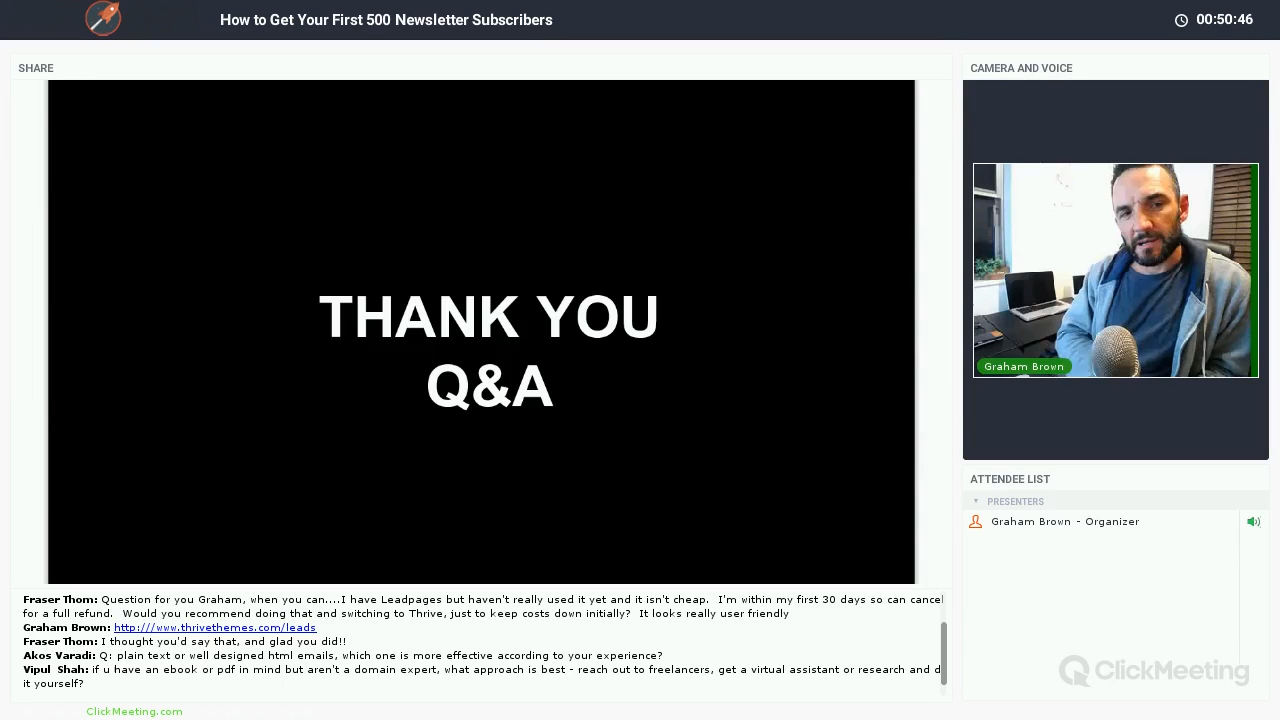 How to Get Your First 500 Newsletter Subscribers
00:50:46
SHARE
THANK YOU
Q&A
Fraser Thom: Question for you Graham, when you can....I have Leadpages but haven't really used it yet and it isn't cheap.  I'm within my first 30 days so can cancel
for a full refund.  Would you recommend doing that and switching to Thrive, just to keep costs down initially?  It looks really user friendly
Graham Brown: http:///www.thrivethemes.com/leads
Fraser Thom: I thought you'd say that, and glad you did!!
Akos Varadi: Q: plain text or well designed html emails, which one is more effective according to your experience?
Vipul Shah: if u have an ebook or pdf in mind but aren't a domain expert, what approach is best - reach out to freelancers, get a virtual assistant or research and d
it yourself?
ClickMeeting.com
CAMERA AND VOICE
Graham Brown
ATTENDEE LIST
PRESENTERS
Graham Brown - Organizer
ClickMeeting